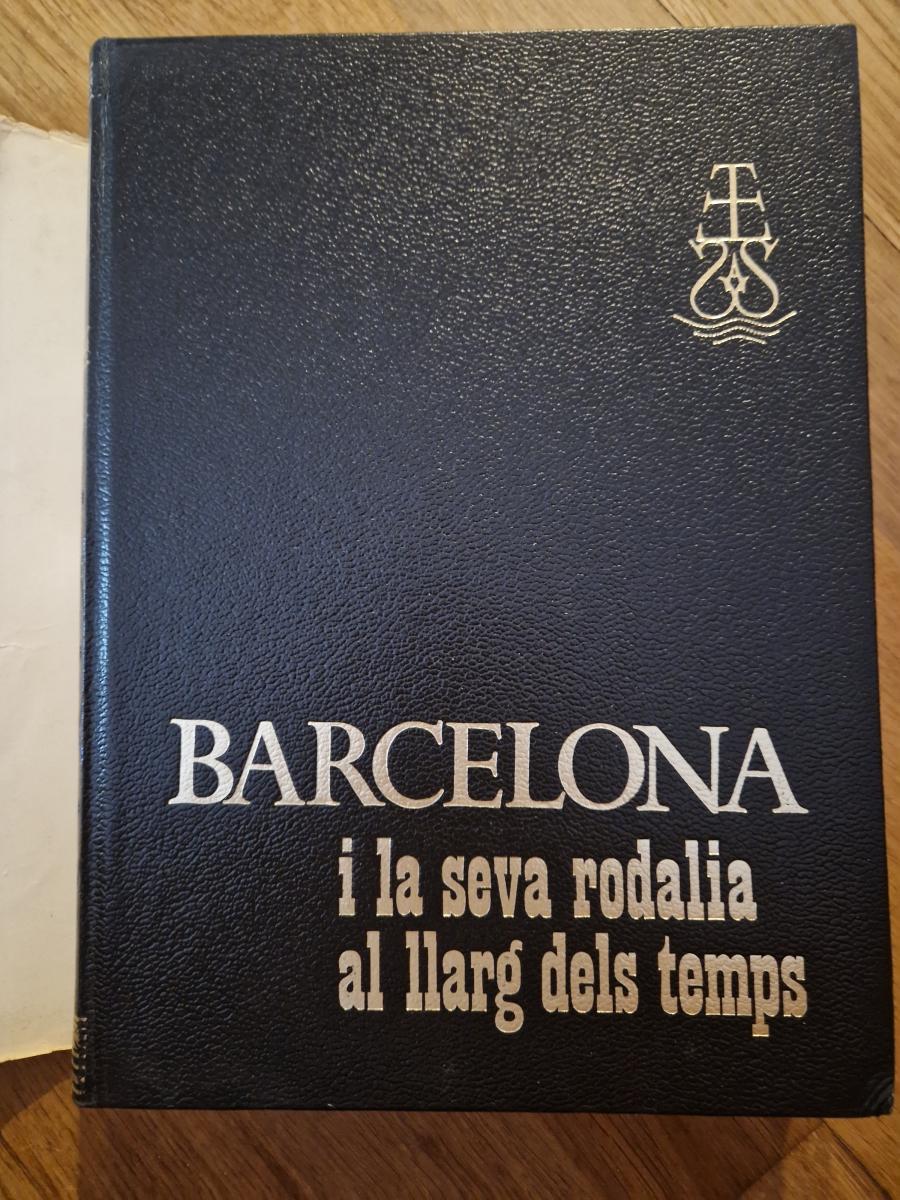 BARCELONA
i la seva rodalia
al llarg dels temps